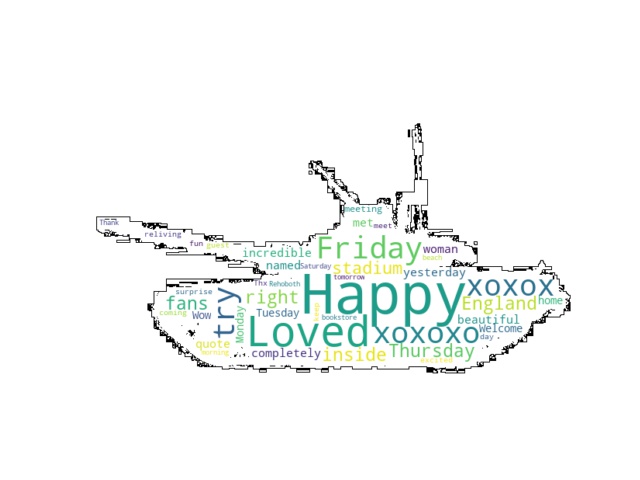 Thank
reliving
fun guest
meeting
met meet
incredible Friday woman
named Saturday stadium yesterday beach
surprise Thx Rehoboth tomorrow Happy xoxox
fans try right England home
coming Wow Monday Tuesday keep bookstore beautiful
Loved xoxoxo Welcome
quote day
morning completely inside Thursday excited